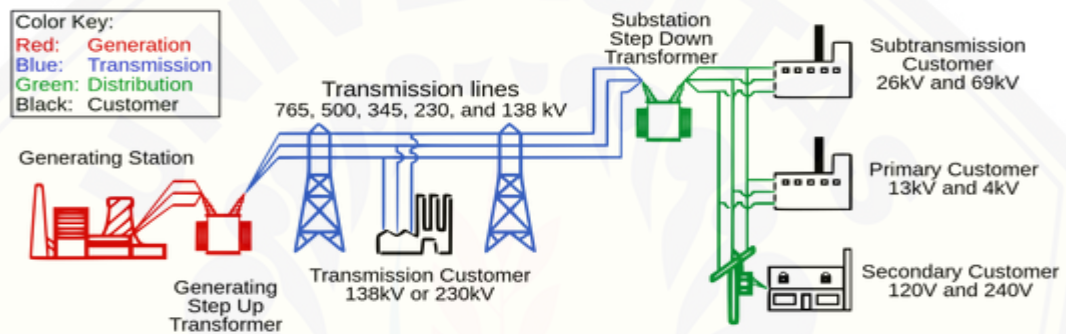 Color Key:
Red: Generation
Blue: Transmission
Green: Distribution
Black: Customer
Generating Station
Generating
Step Up
Transformer
Transmission lines
765, 500, 345, 230, and 138 kV
Transmission Customer
138kV or 230kV
Substation
Step Down
Transformer
Subtransmission
Customer
26kV and 69kV
Primary Customer
13kV and 4kV
Secondary Customer
120V and 240V